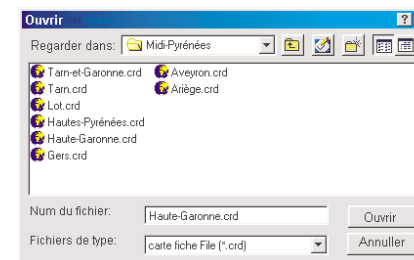 Ouvrir
?
Regarder dans: Midi-Pyrénées
Tarn-et-Garonne.crd Aveyron.crd
Tarn.crd Ariège.crd
Lot.crd
Hautes-Pyrénées.crd
Haute-Garonne.crd
Gers.crd
Num du fichier: Haute-Garonne.crd Ouvrir
Fichiers de type: carte fiche File (*.crd) Annuller